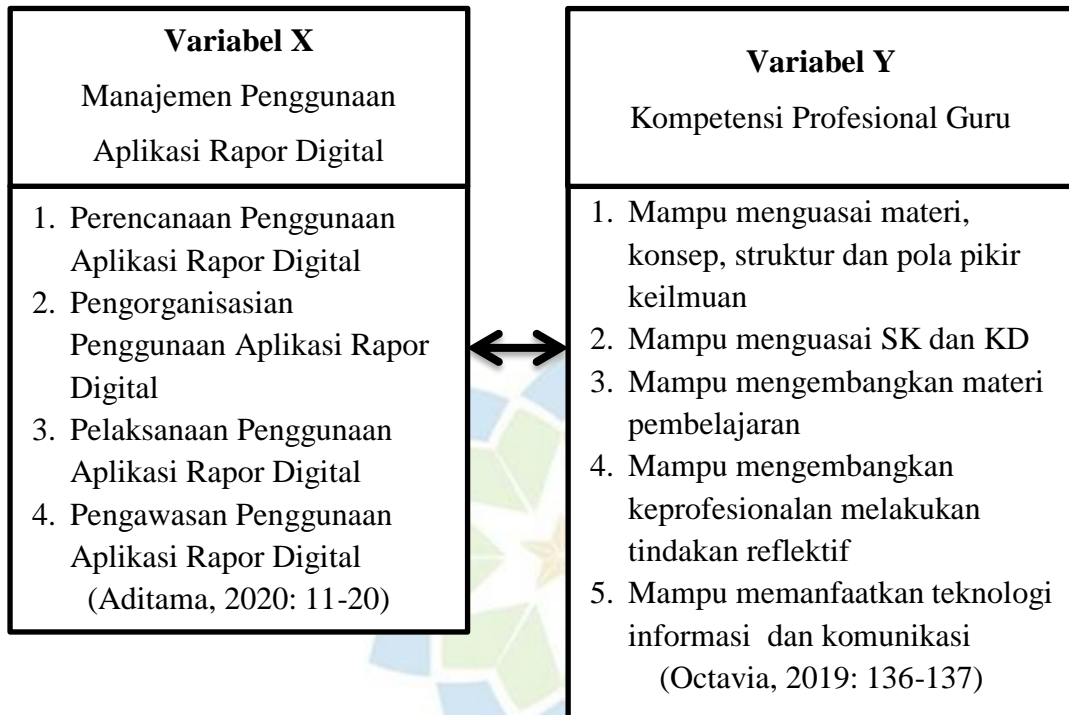 Variabel X
Manajemen Penggunaan
Aplikasi Rapor Digital
1. Perencanaan Penggunaan
Aplikasi Rapor Digital
2. Pengorganisasian
Penggunaan Aplikasi Rapor
Digital
3. Pelaksanaan Penggunaan
Aplikasi Rapor Digital
4. Pengawasan Penggunaan
Aplikasi Rapor Digital
(Aditama, 2020: 11-20)
Variabel Y
Kompetensi Profesional Guru
1. Mampu menguasai materi,
konsep, struktur dan pola pikir
keilmuan
2. Mampu menguasai SK dan KD
3. Mampu mengembangkan materi
pembelajaran
4. Mampu mengembangkan
keprofesionalan melakukan
tindakan reflektif
5. Mampu memanfaatkan teknologi
informasi dan komunikasi
(Octavia, 2019: 136-137)